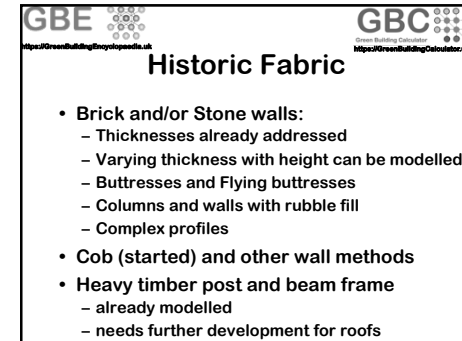 GBE
GBC
Green Building Calculator
https://GreenBuildingEncyclopaedia.uk
https://GreenBuildingCalculator.
Historic Fabric
• Brick and/or Stone walls:
– Thicknesses already addressed
– Varying thickness with height can be modelled
– Buttresses and Flying buttresses
– Columns and walls with rubble fill
– Complex profiles
• Cob (started) and other wall methods
• Heavy timber post and beam frame
– already modelled
– needs further development for roofs